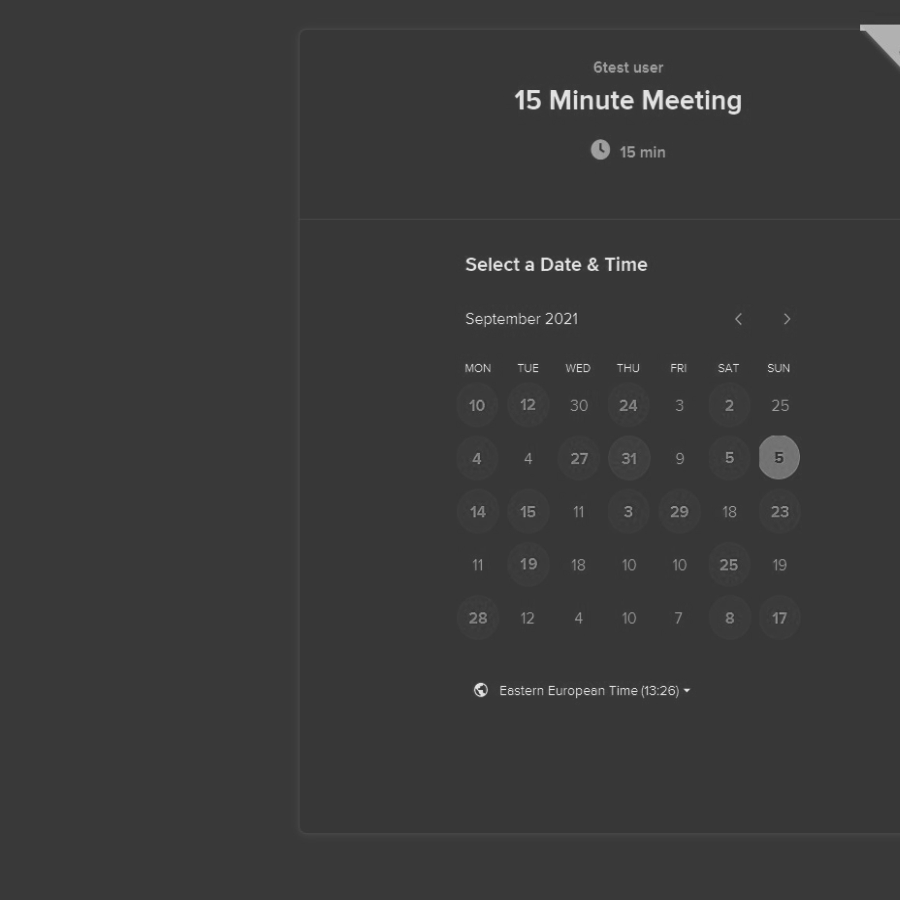 6test user
15 Minute Meeting
15 min
Select a Date & Time
September 2021
MON TUE WED THU FRI SAT SUN
10 12 30 24 3 2 25
4 4 27 31 9 5 5
14 15 11 3 29 18 23
11 19 18 10 10 25 19
28 12 4 10 7 8 17
Eastern European Time (13:26)